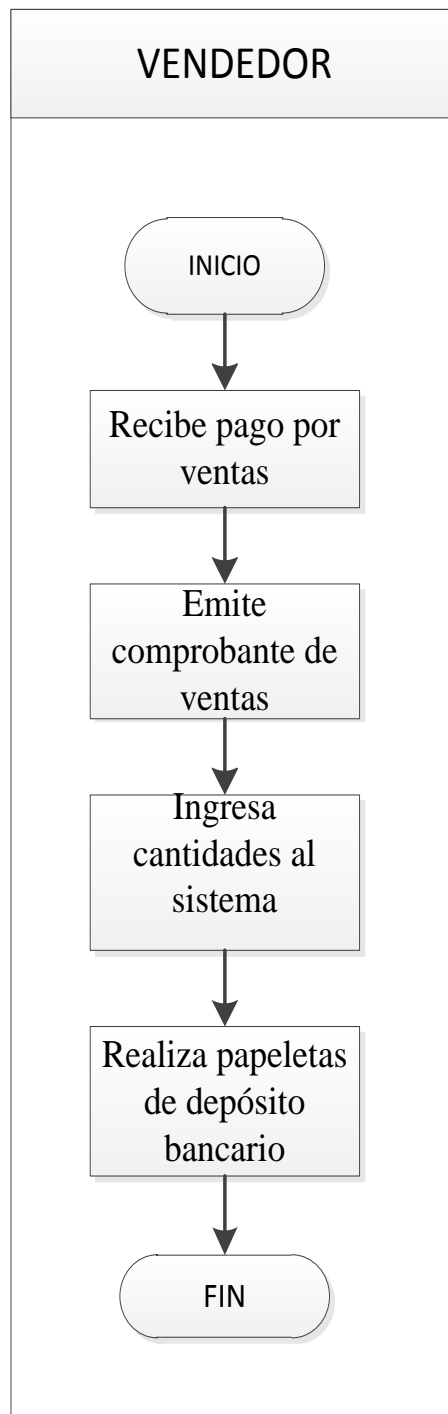 VENDEDOR
INICIO
Recibe pago por
ventas
Emite
comprobante de
ventas
Ingresa
cantidades al
sistema
Realiza papeletas
de depósito
bancario
FIN